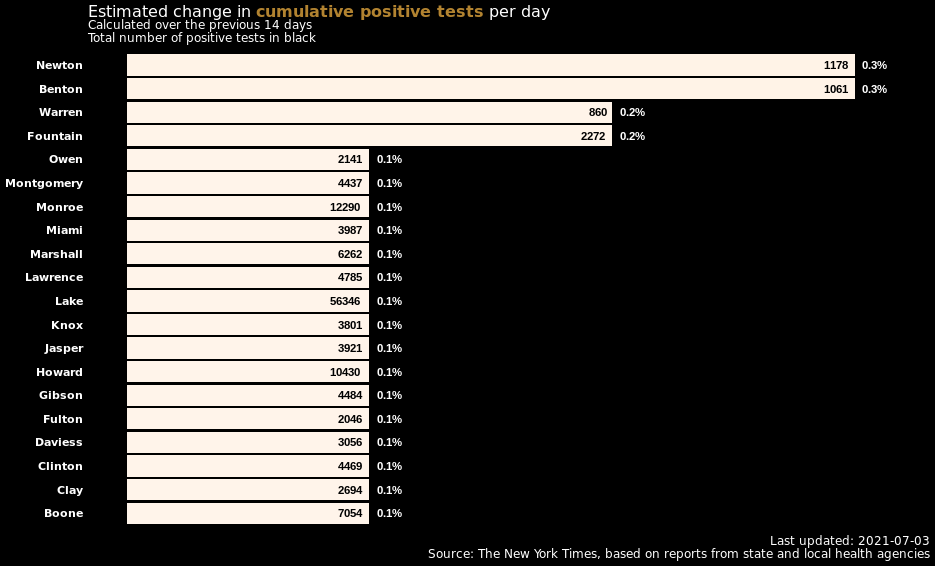 Estimated change in cumulative positive tests per day
Calculated over the previous 14 days
Total number of positive tests in black
Newton 1178 0.3%
Benton 1061 0.3%
Warren 860 0.2%
Fountain 2272 0.2%
Owen 2141 0.1%
Montgomery 4437 0.1%
Monroe 12290 0.1%
Miami 3987 0.1%
Marshall 6262 0.1%
Lawrence 4785 0.1%
Lake 56346 0.1%
Knox 3801 0.1%
Jasper 3921 0.1%
Howard 10430 0.1%
Gibson 4484 0.1%
Fulton 2046 0.1%
Daviess 3056 0.1%
Clinton 4469 0.1%
Clay 2694 0.1%
Boone 7054 0.1%
Last updated: 2021-07-03
Source: The New York Times, based on reports from state and local health agencies